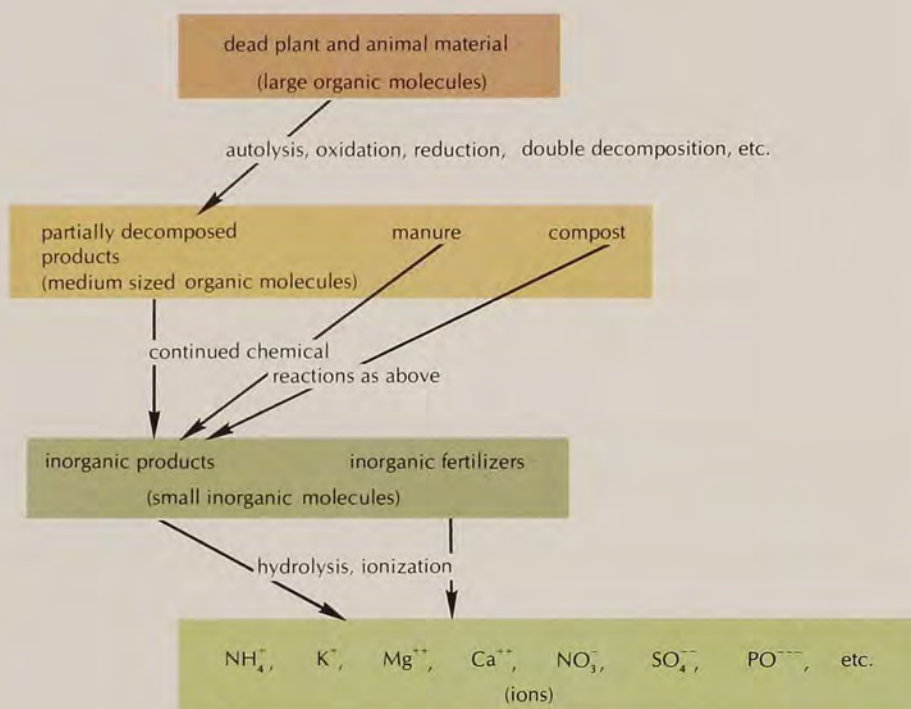 dead plant and animal material
(large organic molecules)
autolysis, oxidation, reduction, double decomposition, etc.
partially decomposed manure compost
products
(medium sized organic molecules)
continued chemical
reactions as above
inorganic products inorganic fertilizers
(small inorganic molecules)
hydrolysis, ionization
NH₄⁺, K⁺, Mg⁺⁺, Ca⁺⁺, NO₃⁻, SO₄⁻⁻, PO⁻⁻⁻, etc.
(ions)